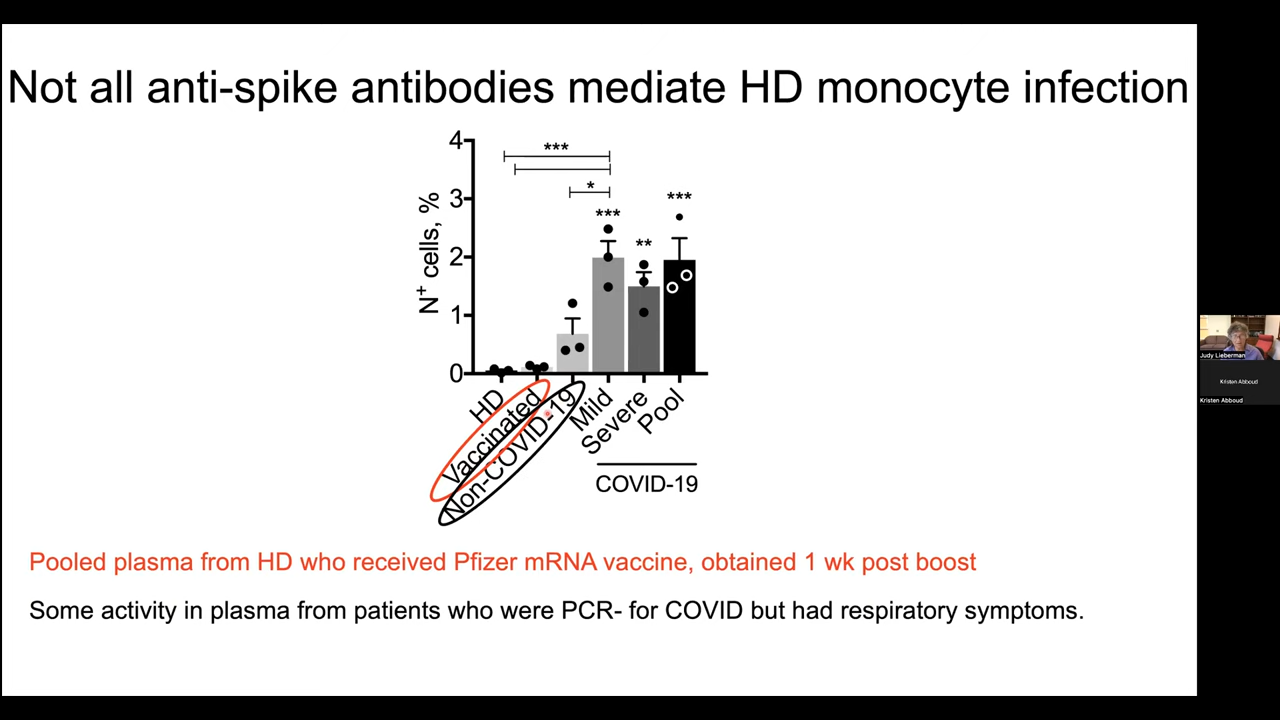 Not all anti-spike antibodies mediate HD monocyte infection
4
3
2
1
0
N+ cells, %
***
*
***
**
***
HD
Vaccinated
Non-COVID-19
Mild
Severe
Pool
COVID-19
Pooled plasma from HD who received Pfizer mRNA vaccine, obtained 1 wk post boost
Some activity in plasma from patients who were PCR- for COVID but had respiratory symptoms.
Judy Lieberman
Kristen Abboud
Kristen Abboud